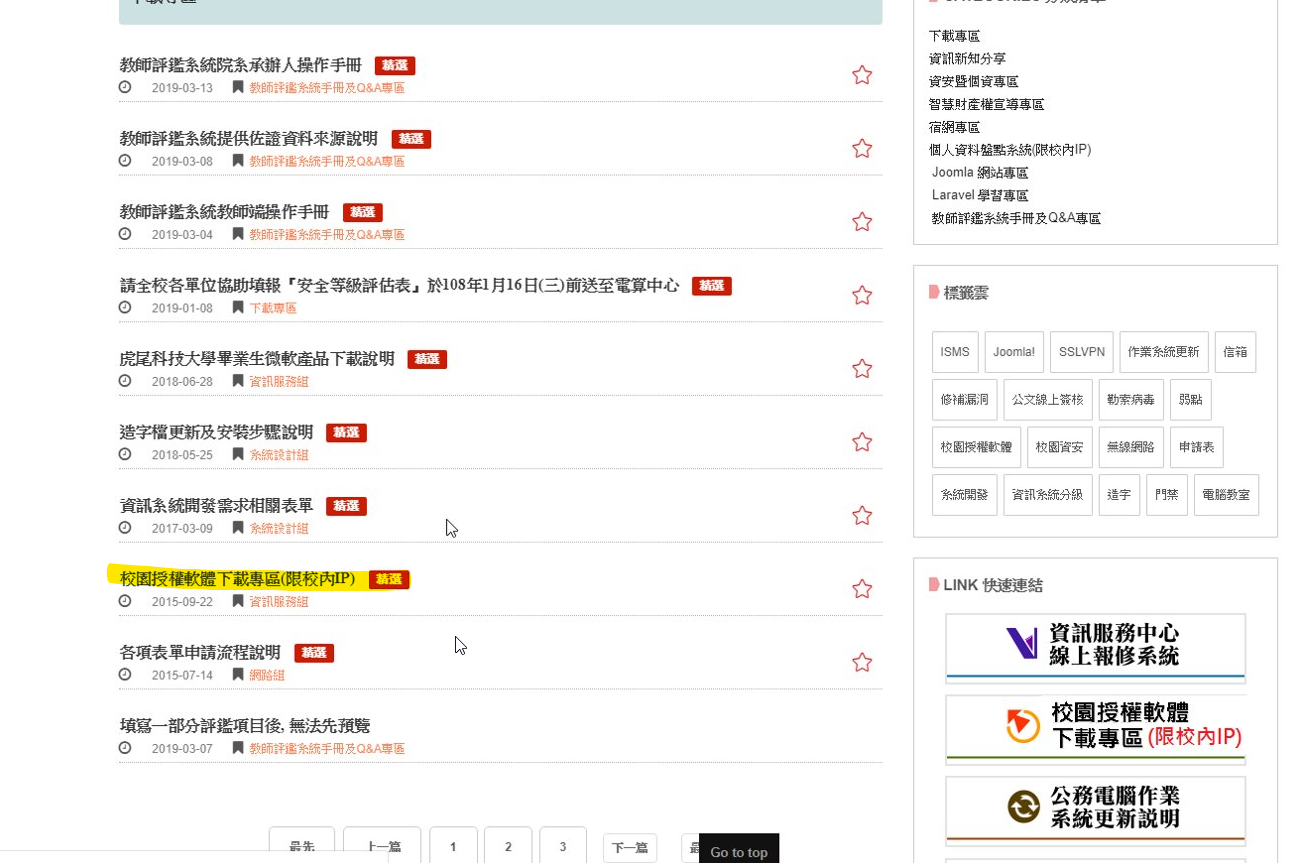 教師評鑑系統院系承辦人操作手冊 精選
2019-03-13 教師評鑑系統手冊及Q&A專區
教師評鑑系統提供佐證資料來源說明 精選
2019-03-08 教師評鑑系統手冊及Q&A專區
教師評鑑系統教師端操作手冊 精選
2019-03-04 教師評鑑系統手冊及Q&A專區
請全校各單位協助填報『安全等級評估表』於108年1月16日(三)前送至電算中心 精選
2019-01-08 下載專區
虎尾科技大學畢業生微軟產品下載說明 精選
2018-06-28 資訊服務組
造字檔更新及安裝步驟說明 精選
2018-05-25 系統設計組
資訊系統開發需求相關表單 精選
2017-03-09 系統設計組
校園授權軟體下載專區(限校內IP) 精選
2015-09-22 資訊服務組
各項表單申請流程說明 精選
2015-07-14 網路組
填寫一部分評鑑項目後, 無法先預覽
2019-03-07 教師評鑑系統手冊及Q&A專區
最先 上一篇 1 2 3 下一篇
Go to top
下載專區
資訊新知分享
資安暨個資專區
智慧財產權宣導專區
宿網專區
個人資料盤點系統(限校內IP)
Joomla 網站專區
Laravel 學習專區
教師評鑑系統手冊及Q&A專區
標籤雲
ISMS Joomla! SSLVPN 作業系統更新 信箱
修補漏洞 公文線上簽核 勒索病毒 弱點
校園授權軟體 校園資安 無線網路 申請表
系統開發 資訊系統分級 造字 門禁 電腦教室
LINK 快速連結
資訊服務中心
線上報修系統
校園授權軟體
下載專區(限校內IP)
公務電腦作業
系統更新說明